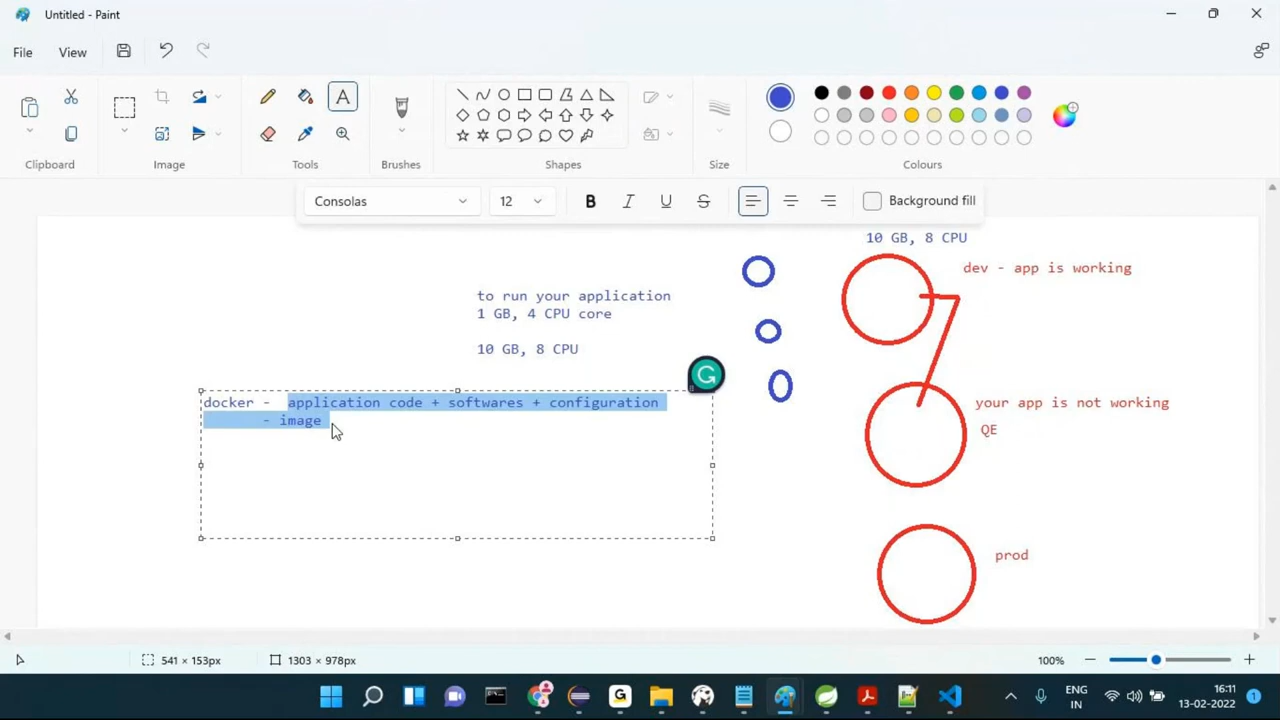 Untitled - Paint
File View
Clipboard
Image
Tools
Brushes
Shapes
Size
Colours
Consolas
12
B I U S
Background fill
10 GB, 8 CPU
dev - app is working
to run your application
1 GB, 4 CPU core
10 GB, 8 CPU
docker - application code + softwares + configuration
- image
your app is not working
QE
prod
541 × 153px
1303 × 978px
100%
ENG
IN
16:11
13-02-2022